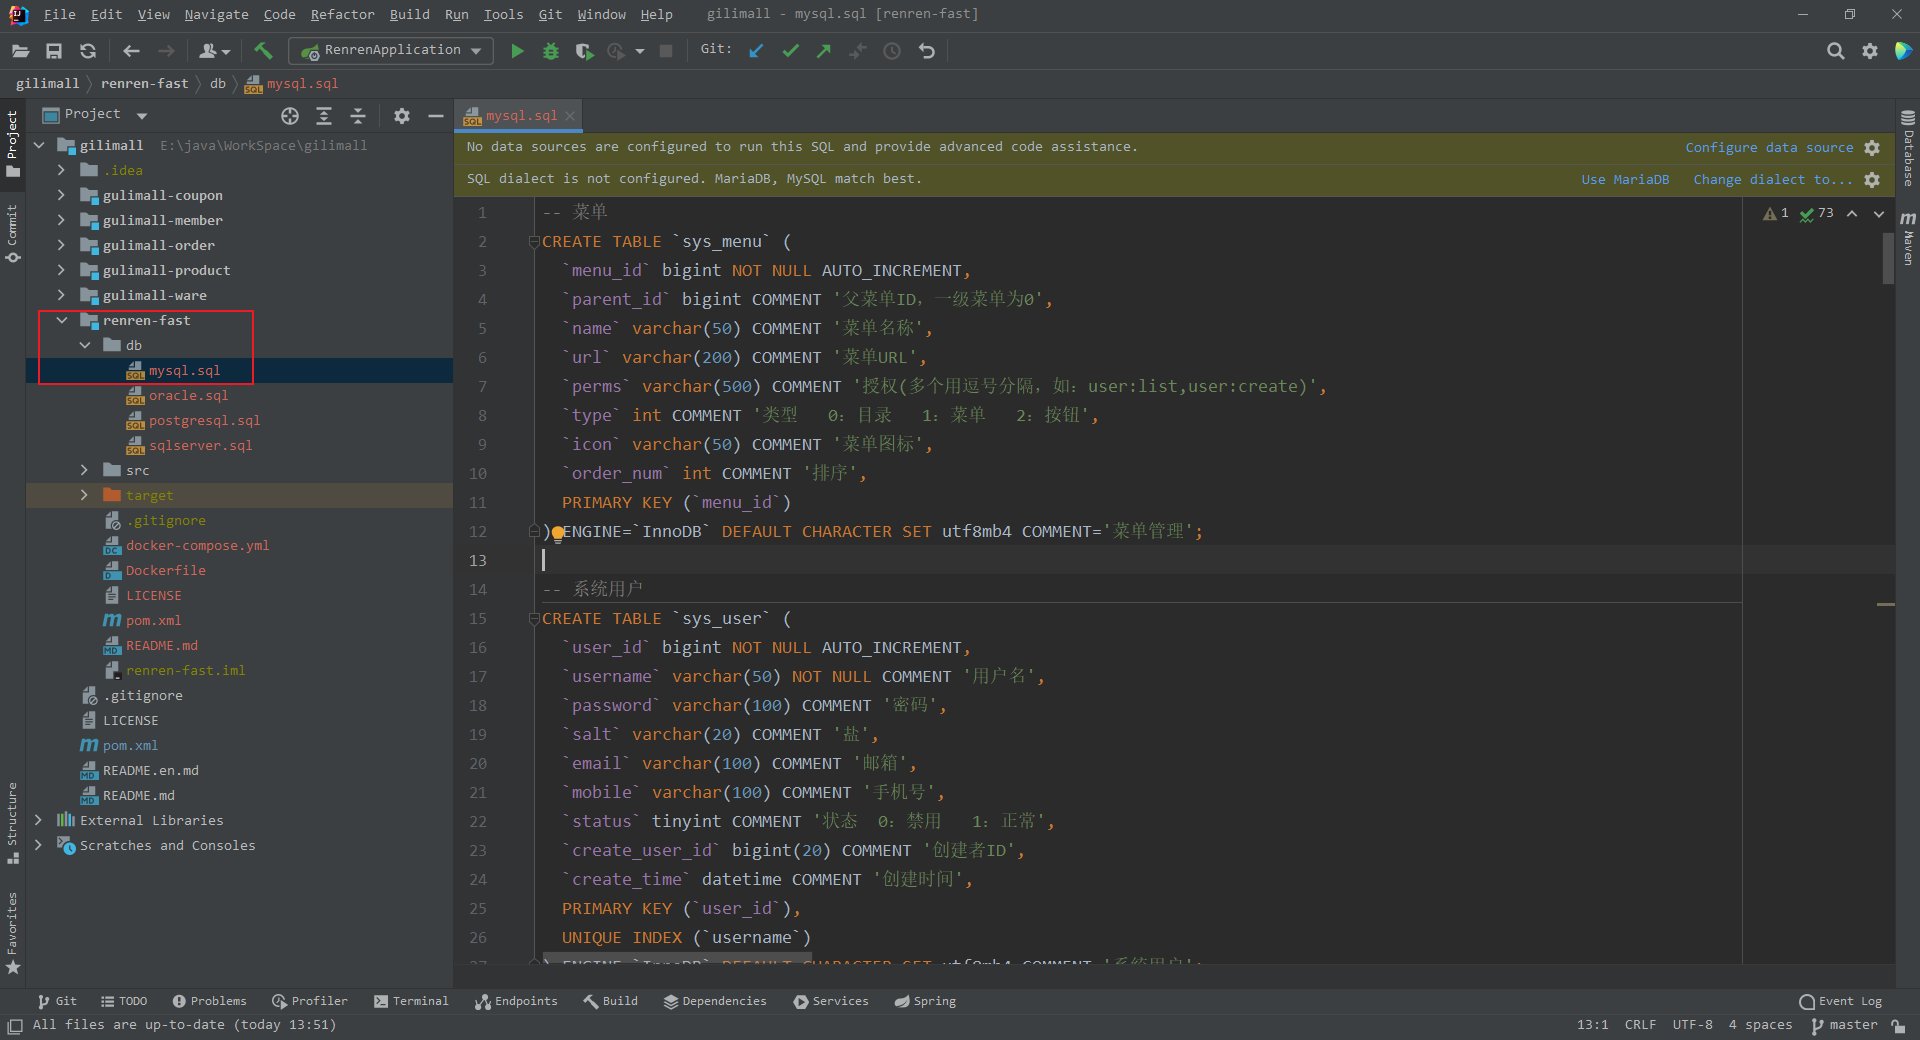 File Edit View Navigate Code Refactor Build Run Tools Git Window Help gilimall - mysql.sql [renren-fast]
RenrenApplication Git:
gilimall renren-fast db mysql.sql
Project
Project
Commit
Structure
Favorites
gilimall E:\java\WorkSpace\gilimall
.idea
gulimall-coupon
gulimall-member
gulimall-order
gulimall-product
gulimall-ware
renren-fast
db
mysql.sql
oracle.sql
postgresql.sql
sqlserver.sql
src
target
.gitignore
docker-compose.yml
Dockerfile
LICENSE
pom.xml
README.md
renren-fast.iml
.gitignore
LICENSE
pom.xml
README.en.md
README.md
External Libraries
Scratches and Consoles
mysql.sql
No data sources are configured to run this SQL and provide advanced code assistance. Configure data source
SQL dialect is not configured. MariaDB, MySQL match best. Use MariaDB Change dialect to...
1 73
1 -- 菜单
2 CREATE TABLE `sys_menu` (
3 `menu_id` bigint NOT NULL AUTO_INCREMENT,
4 `parent_id` bigint COMMENT '父菜单ID，一级菜单为0',
5 `name` varchar(50) COMMENT '菜单名称',
6 `url` varchar(200) COMMENT '菜单URL',
7 `perms` varchar(500) COMMENT '授权(多个用逗号分隔，如：user:list,user:create)',
8 `type` int COMMENT '类型   0：目录   1：菜单   2：按钮',
9 `icon` varchar(50) COMMENT '菜单图标',
10 `order_num` int COMMENT '排序',
11 PRIMARY KEY (`menu_id`)
12 ) ENGINE=`InnoDB` DEFAULT CHARACTER SET utf8mb4 COMMENT='菜单管理';
13
14 -- 系统用户
15 CREATE TABLE `sys_user` (
16 `user_id` bigint NOT NULL AUTO_INCREMENT,
17 `username` varchar(50) NOT NULL COMMENT '用户名',
18 `password` varchar(100) COMMENT '密码',
19 `salt` varchar(20) COMMENT '盐',
20 `email` varchar(100) COMMENT '邮箱',
21 `mobile` varchar(100) COMMENT '手机号',
22 `status` tinyint COMMENT '状态  0：禁用   1：正常',
23 `create_user_id` bigint(20) COMMENT '创建者ID',
24 `create_time` datetime COMMENT '创建时间',
25 PRIMARY KEY (`user_id`),
26 UNIQUE INDEX (`username`)
27 ) ENGINE=`InnoDB` DEFAULT CHARACTER SET utf8mb4 COMMENT='系统用户';
Database
Maven
Git TODO Problems Profiler Terminal Endpoints Build Dependencies Services Spring Event Log
All files are up-to-date (today 13:51) 13:1 CRLF UTF-8 4 spaces master